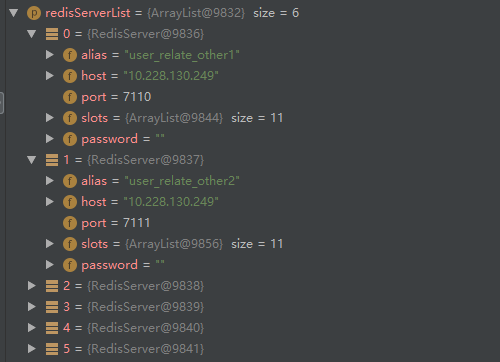 redisServerList = {ArrayList@9832} size = 6
0 = {RedisServer@9836}
alias = "user_relate_other1"
host = "10.228.130.249"
port = 7110
slots = {ArrayList@9844} size = 11
password = ""
1 = {RedisServer@9837}
alias = "user_relate_other2"
host = "10.228.130.249"
port = 7111
slots = {ArrayList@9856} size = 11
password = ""
2 = {RedisServer@9838}
3 = {RedisServer@9839}
4 = {RedisServer@9840}
5 = {RedisServer@9841}